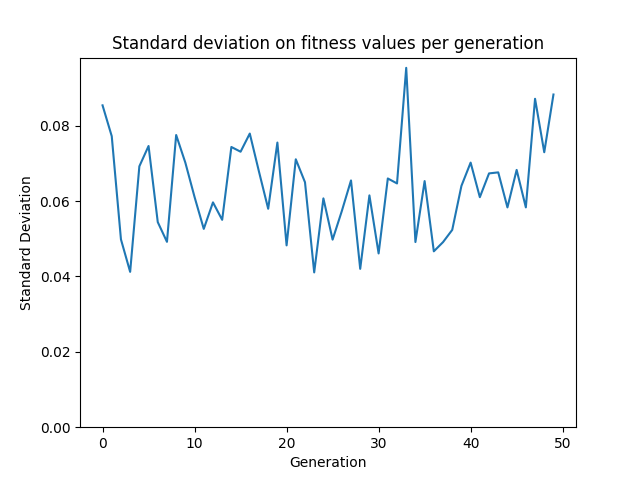 Standard deviation on fitness values per generation
Standard Deviation
0.08
0.06
0.04
0.02
0.00
0 10 20 30 40 50
Generation